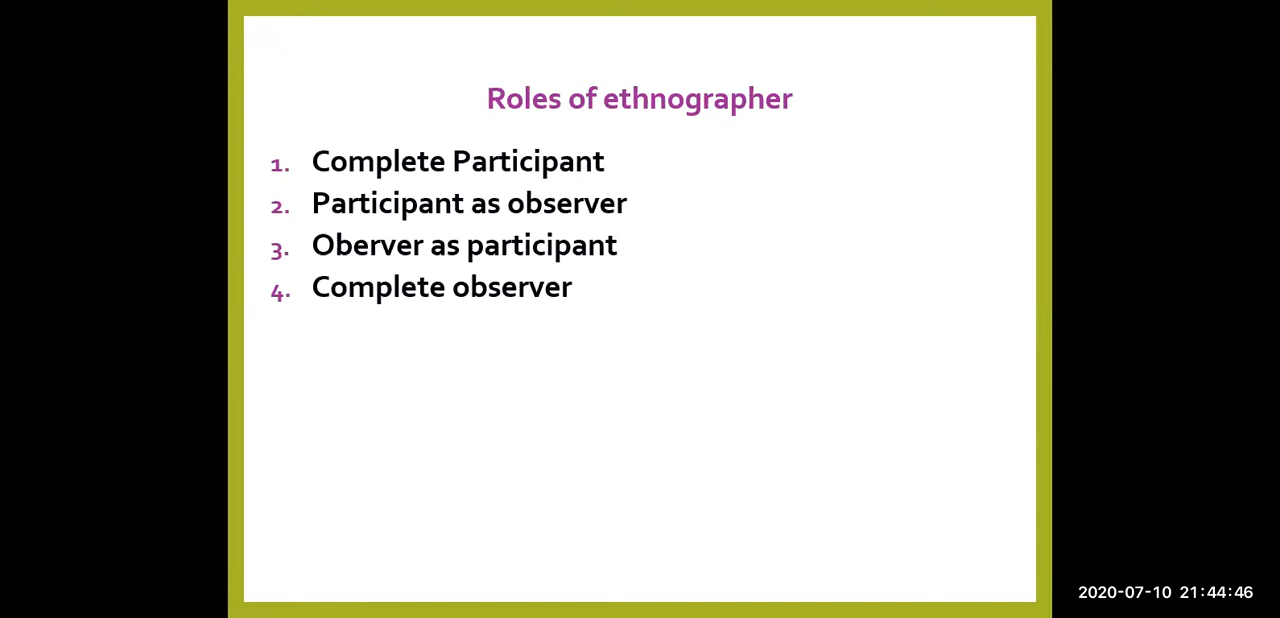 Roles of ethnographer
1. Complete Participant
2. Participant as observer
3. Oberver as participant
4. Complete observer
2020-07-10 21:44:46